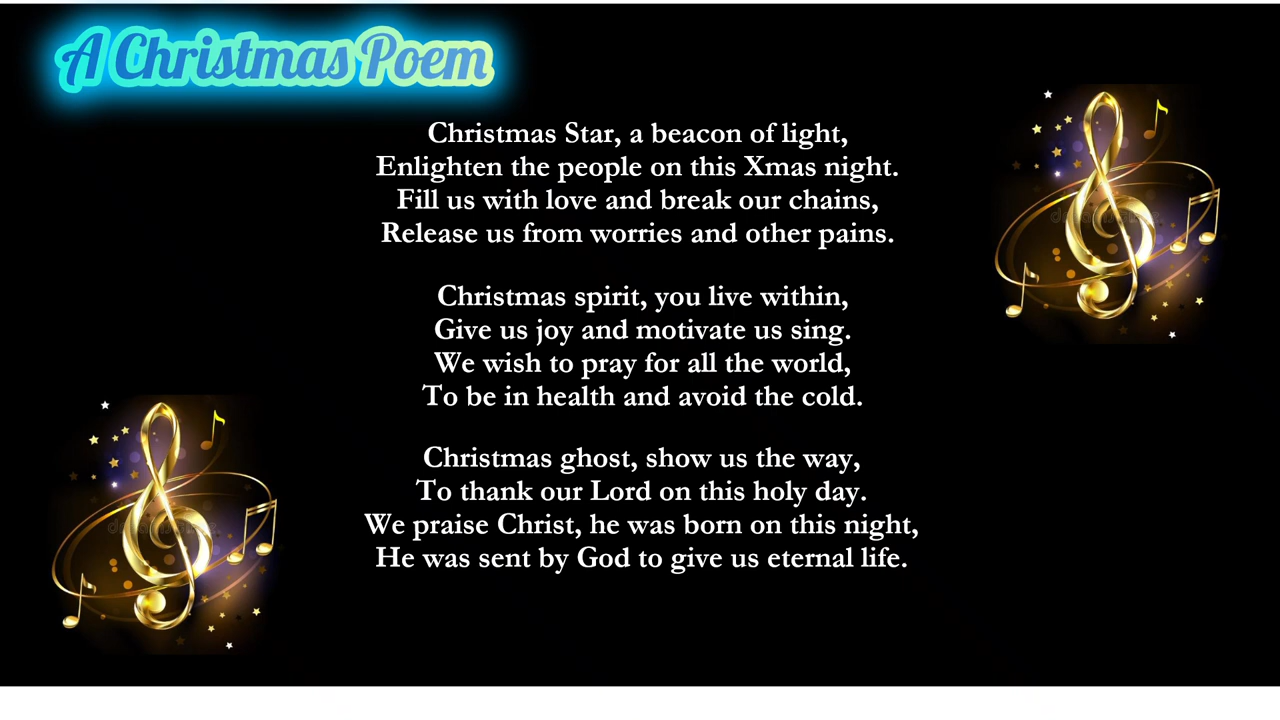 A Christmas Poem
Christmas Star, a beacon of light,
Enlighten the people on this Xmas night.
Fill us with love and break our chains,
Release us from worries and other pains.
Christmas spirit, you live within,
Give us joy and motivate us sing.
We wish to pray for all the world,
To be in health and avoid the cold.
Christmas ghost, show us the way,
To thank our Lord on this holy day.
We praise Christ, he was born on this night,
He was sent by God to give us eternal life.